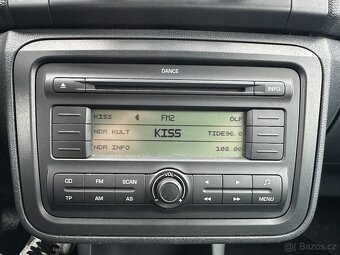 DANCE
INFO
KISS FM2 DLF
NDR KULT KISS TIDE96.0
NDR INFO 108.00
CD FM SCAN VOL
TP AM AS MENU
bazoš.cz